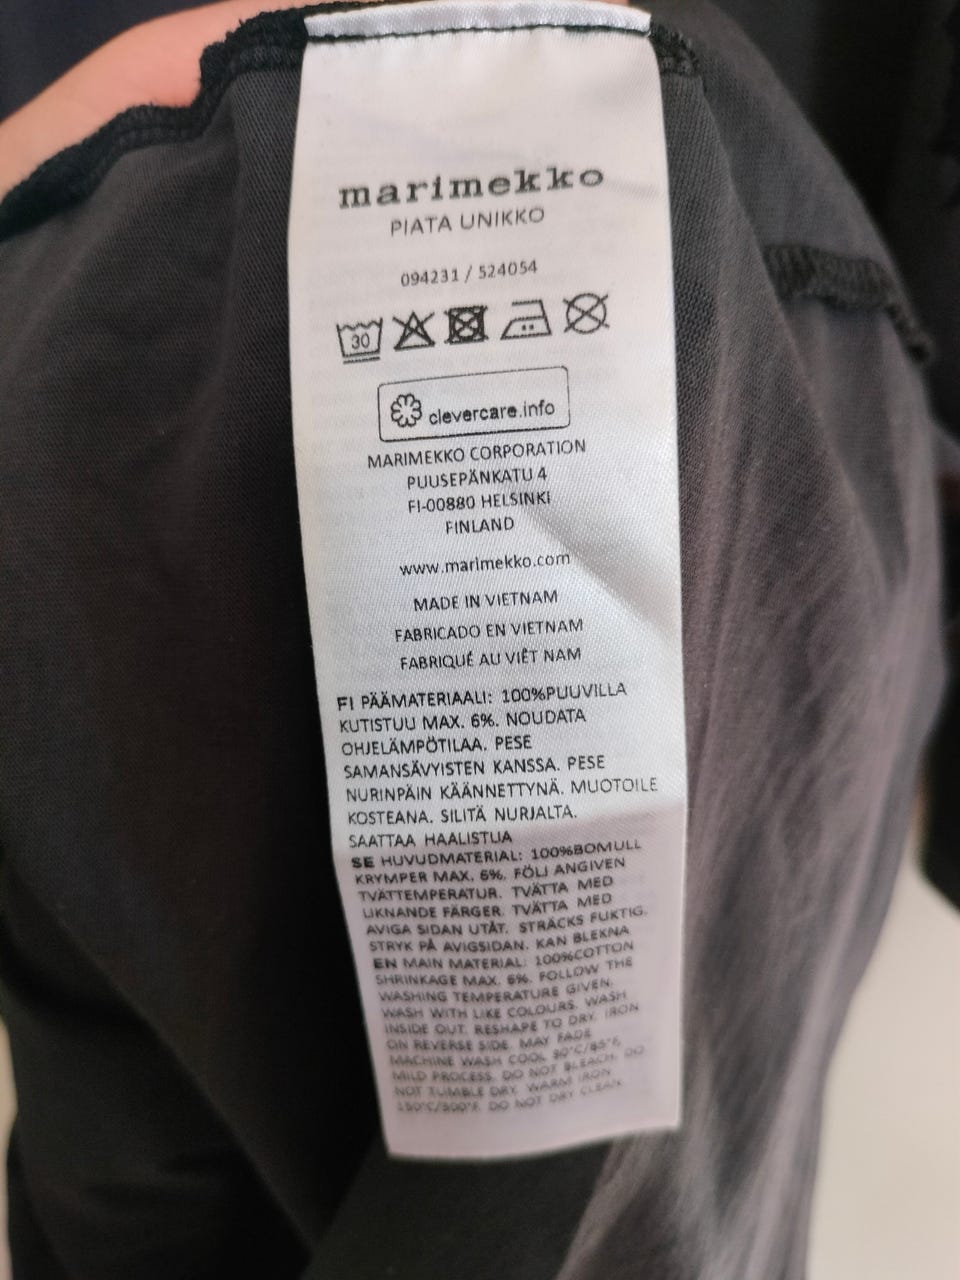 marimekko
PIATA UNIKKO
094231 / 524054
30
clevercare.info
MARIMEKKO CORPORATION
PUUSEPÄNKATU 4
FI-00880 HELSINKI
FINLAND
www.marimekko.com
MADE IN VIETNAM
FABRICADO EN VIETNAM
FABRIQUÉ AU VIÊT NAM
FI PÄÄMATERIAALI: 100%PUUVILLA
KUTISTUU MAX. 6%. NOUDATA
OHJELÄMPÖTILAA. PESE
SAMANSÄVYISTEN KANSSA. PESE
NURINPÄIN KÄÄNNETTYNÄ. MUOTOILE
KOSTEANA. SILITÄ NURJALTA.
SAATTAA HAALISTUA
SE HUVUDMATERIAL: 100%BOMULL
KRYMPER MAX. 6%. FÖLJ ANGIVEN
TVÄTTEMPERATUR. TVÄTTA MED
LIKNANDE FÄRGER. TVÄTTA MED
AVIGA SIDAN UTÅT. STRÄCKS FUKTIG.
STRYK PÅ AVIGSIDAN. KAN BLEKNA
EN MAIN MATERIAL: 100%COTTON
SHRINKAGE MAX. 6%. FOLLOW THE
WASHING TEMPERATURE GIVEN.
WASH WITH LIKE COLOURS. WASH
INSIDE OUT. RESHAPE TO DRY. IRON
ON REVERSE SIDE. MAY FADE
MACHINE WASH COOL 30°C/85°F,
MILD PROCESS. DO NOT BLEACH. DO
NOT TUMBLE DRY. WARM IRON
150°C/300°F. DO NOT DRY CLEAN.